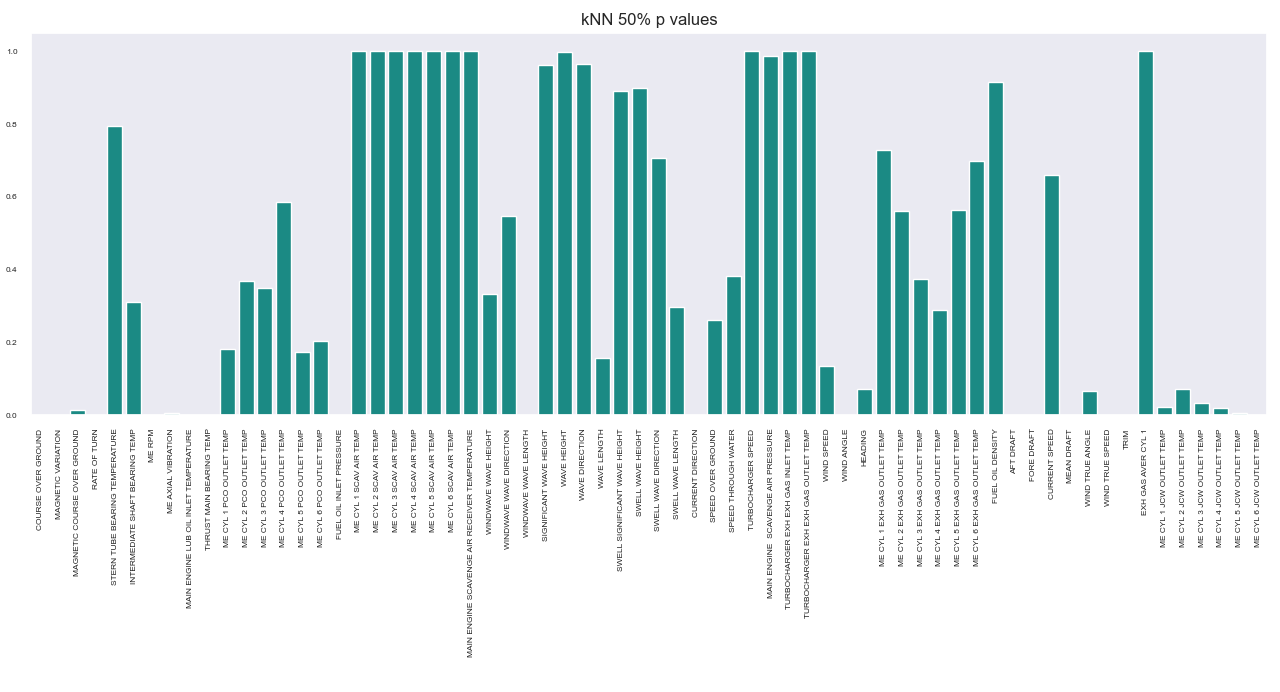 kNN 50% p values
1.0
0.8
0.6
0.4
0.2
0.0
COURSE OVER GROUND
MAGNETIC VARIATION
MAGNETIC COURSE OVER GROUND
RATE OF TURN
STERN TUBE BEARING TEMPERATURE
INTERMEDIATE SHAFT BEARING TEMP
ME RPM
ME AXIAL VIBRATION
MAIN ENGINE LUB OIL INLET TEMPERATURE
THRUST MAIN BEARING TEMP
ME CYL 1 PCO OUTLET TEMP
ME CYL 2 PCO OUTLET TEMP
ME CYL 3 PCO OUTLET TEMP
ME CYL 4 PCO OUTLET TEMP
ME CYL 5 PCO OUTLET TEMP
ME CYL 6 PCO OUTLET TEMP
FUEL OIL INLET PRESSURE
ME CYL 1 SCAV AIR TEMP
ME CYL 2 SCAV AIR TEMP
ME CYL 3 SCAV AIR TEMP
ME CYL 4 SCAV AIR TEMP
ME CYL 5 SCAV AIR TEMP
ME CYL 6 SCAV AIR TEMP
MAIN ENGINE SCAVENGE AIR RECEIVER TEMPERATURE
WINDWAVE WAVE HEIGHT
WINDWAVE WAVE DIRECTION
WINDWAVE WAVE LENGTH
SIGNIFICANT WAVE HEIGHT
WAVE HEIGHT
WAVE DIRECTION
WAVE LENGTH
SWELL SIGNIFICANT WAVE HEIGHT
SWELL WAVE HEIGHT
SWELL WAVE DIRECTION
SWELL WAVE LENGTH
CURRENT DIRECTION
SPEED OVER GROUND
SPEED THROUGH WATER
TURBOCHARGER SPEED
MAIN ENGINE  SCAVENGE AIR PRESSURE
TURBOCHARGER EXH EXH GAS INLET TEMP
TURBOCHARGER EXH EXH GAS OUTLET TEMP
WIND SPEED
WIND ANGLE
HEADING
ME CYL 1 EXH GAS OUTLET TEMP
ME CYL 2 EXH GAS OUTLET TEMP
ME CYL 3 EXH GAS OUTLET TEMP
ME CYL 4 EXH GAS OUTLET TEMP
ME CYL 5 EXH GAS OUTLET TEMP
ME CYL 6 EXH GAS OUTLET TEMP
FUEL OIL DENSITY
AFT DRAFT
FORE DRAFT
CURRENT SPEED
MEAN DRAFT
WIND TRUE ANGLE
WIND TRUE SPEED
TRIM
EXH GAS AVER CYL 1
ME CYL 1 JCW OUTLET TEMP
ME CYL 2 JCW OUTLET TEMP
ME CYL 3 JCW OUTLET TEMP
ME CYL 4 JCW OUTLET TEMP
ME CYL 5 JCW OUTLET TEMP
ME CYL 6 JCW OUTLET TEMP